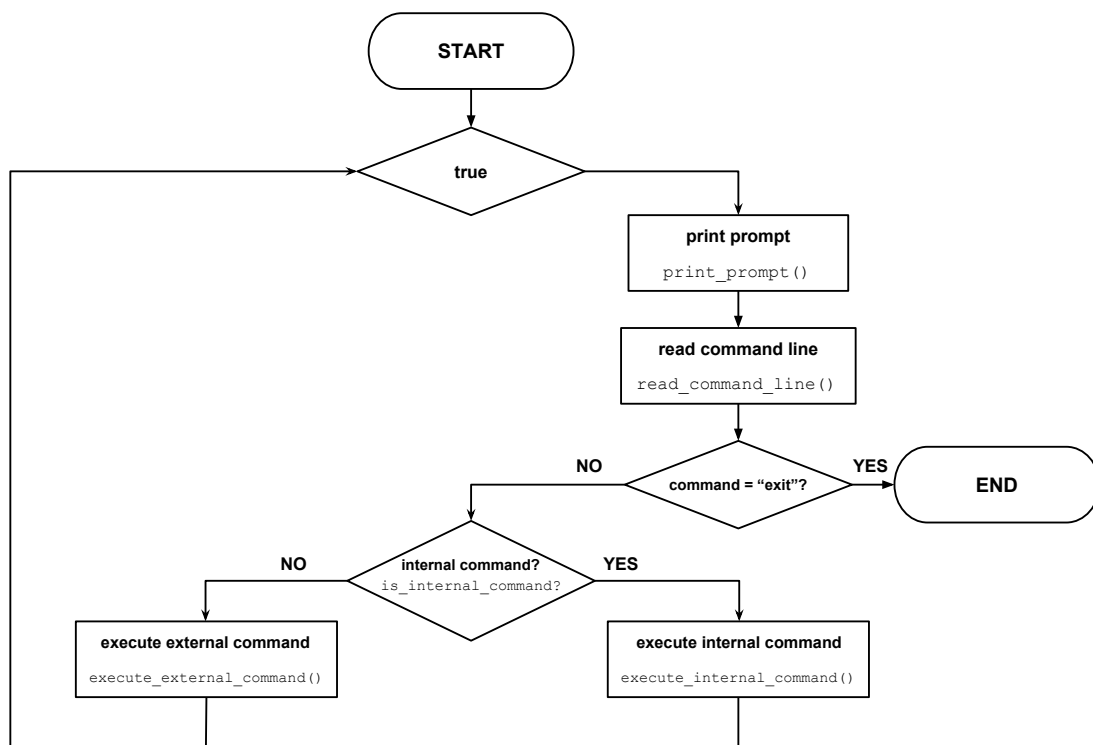 START
true
print prompt
print_prompt()
read command line
read_command_line()
NO
YES
command = “exit”?
END
NO
internal command?
YES
is_internal_command?
execute external command
execute_external_command()
execute internal command
execute_internal_command()